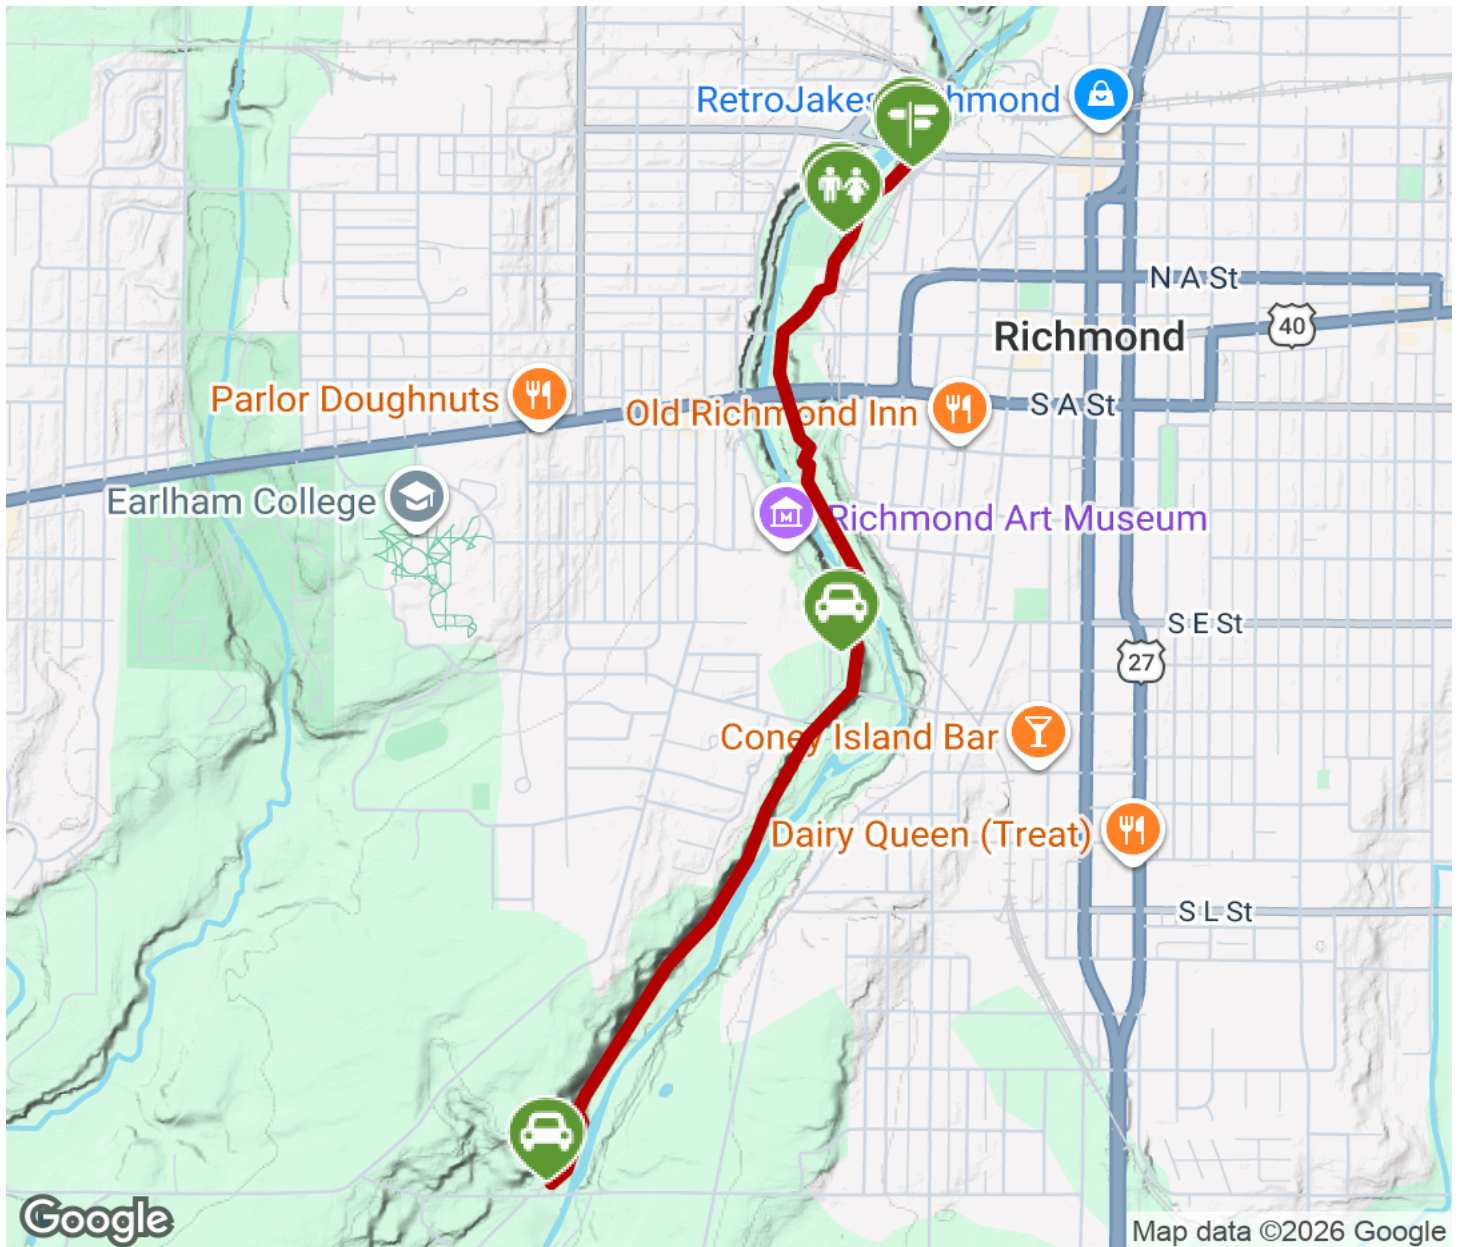 RetroJakes
hmond
N A St
Richmond
40
Parlor Doughnuts
Old Richmond Inn
S A St
Earlham College
M
Richmond Art Museum
S E St
27
Coney Island Bar
Dairy Queen (Treat)
S L St
Google
Map data ©2026 Google